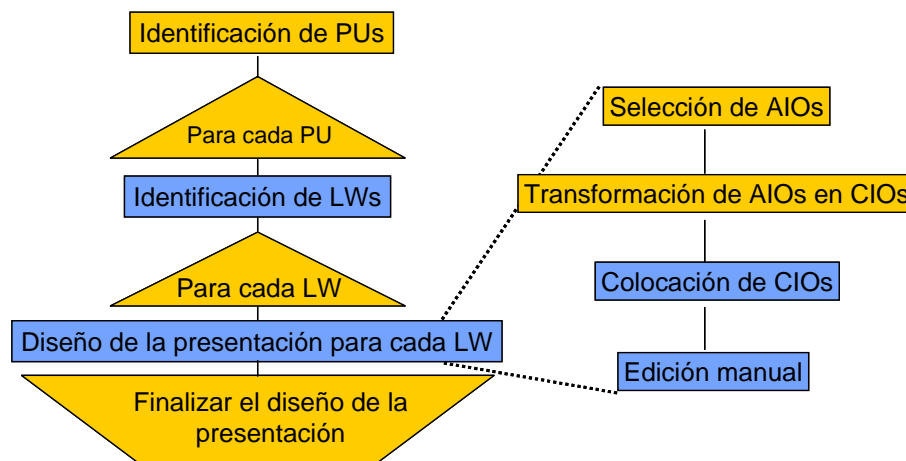 Identificación de PUs
Para cada PU
Identificación de LWs
Para cada LW
Diseño de la presentación para cada LW
Finalizar el diseño de la
presentación
Selección de AIOs
Transformación de AIOs en CIOs
Colocación de CIOs
Edición manual